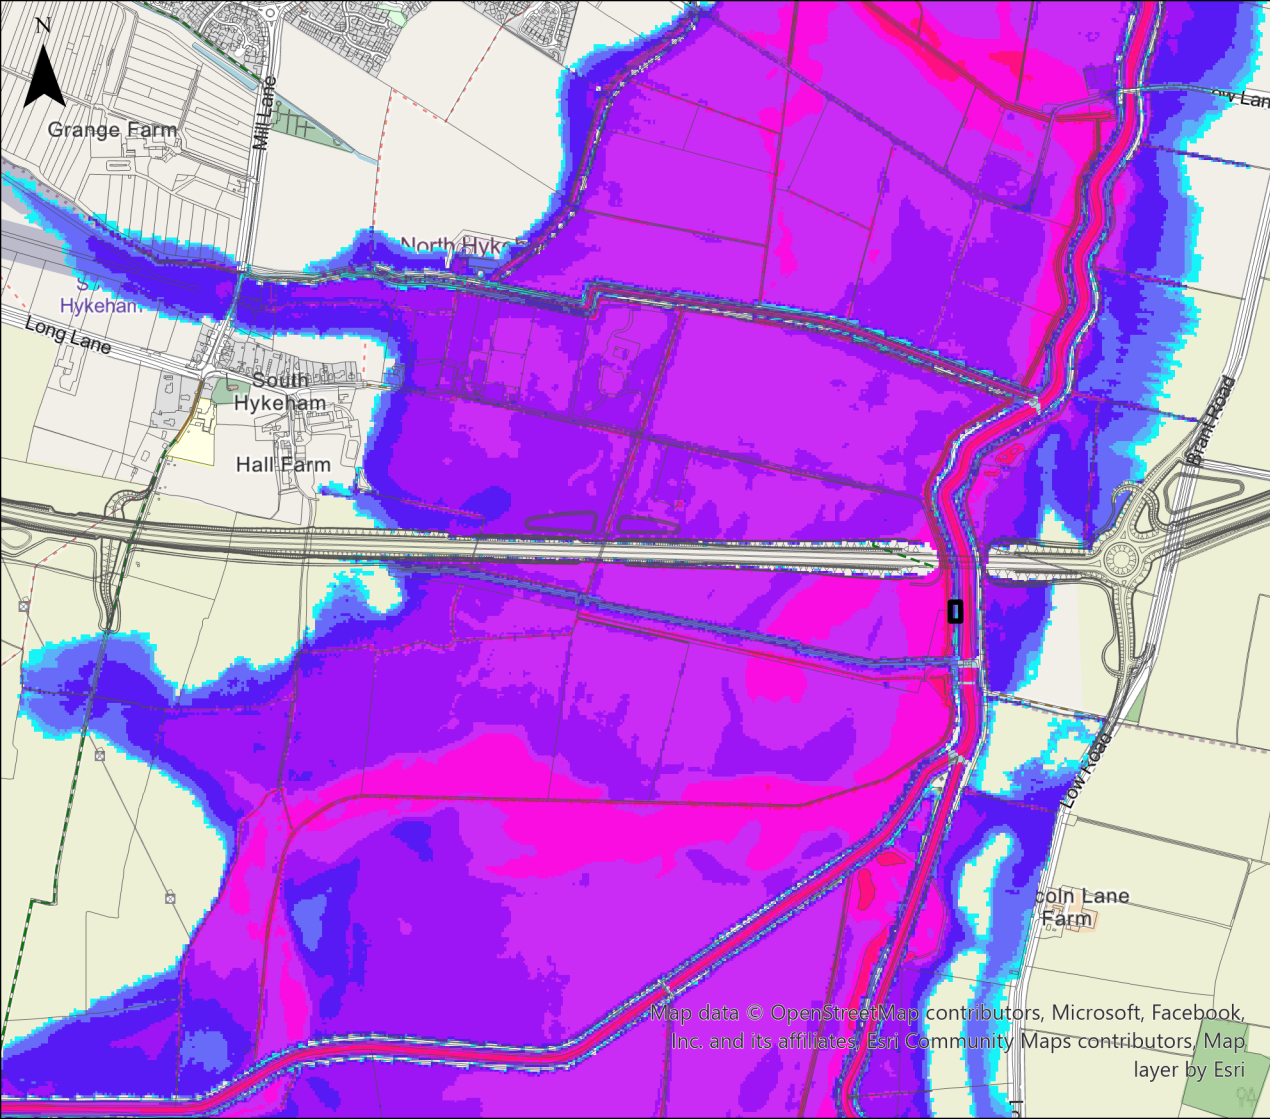 N
Mill Lane
Grange Farm
North Hykeham
Hykeham
Long Lane
South
Hykeham
Hall Farm
Brant Road
Low Road
coln Lane
Farm
Map data © OpenStreetMap contributors, Microsoft, Facebook,
Inc. and its affiliates, Esri Community Maps contributors, Map
layer by Esri